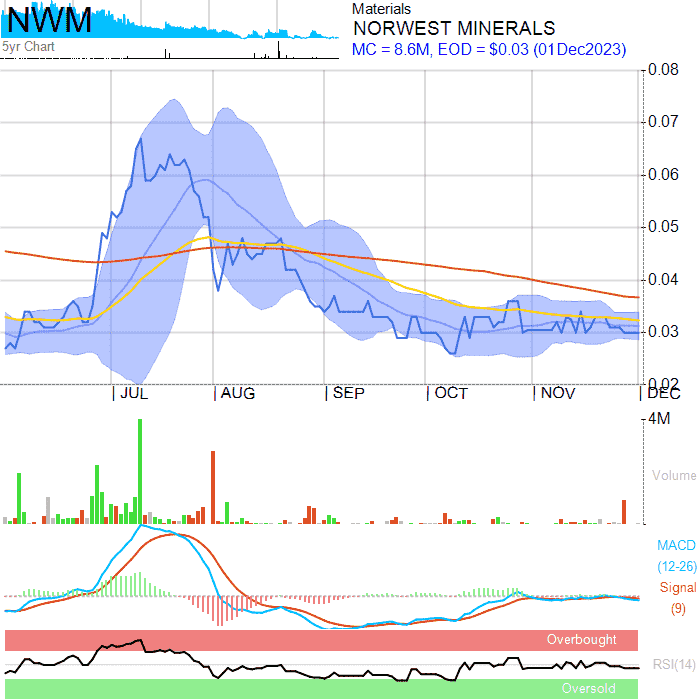 NWM
5yr Chart
Materials
NORWEST MINERALS
MC = 8.6M, EOD = $0.03 (01Dec2023)
0.08
0.07
0.06
0.05
0.04
0.03
0.02
JUL AUG SEP OCT NOV DEC
4M
Volume
MACD
(12-26)
Signal
(9)
Overbought
RSI(14)
Oversold